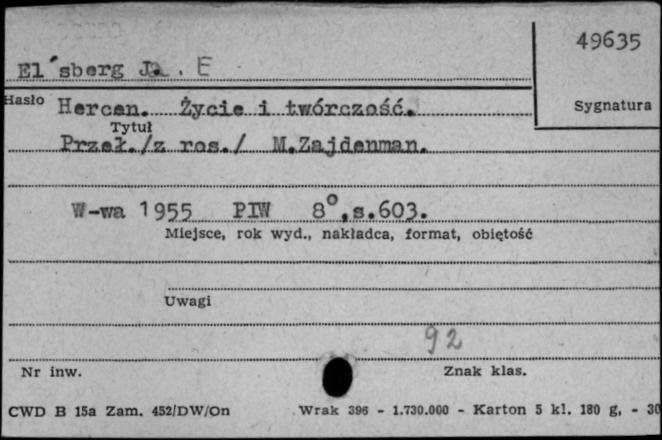 49635
El'sberg J. . E
Hasło Hercen. Życie i twórczość.
Sygnatura
Tytuł
Przeł./z ros./ M.Zajdenman.
W-wa 1955 PIW 8°,s.603.
Miejsce, rok wyd., nakładca, format, objętość
Uwagi
92
Nr inw. Znak klas.
CWD B 15a Zam. 452/DW/On Wrak 396 - 1.730.000 - Karton 5 kl. 180 g, - 30